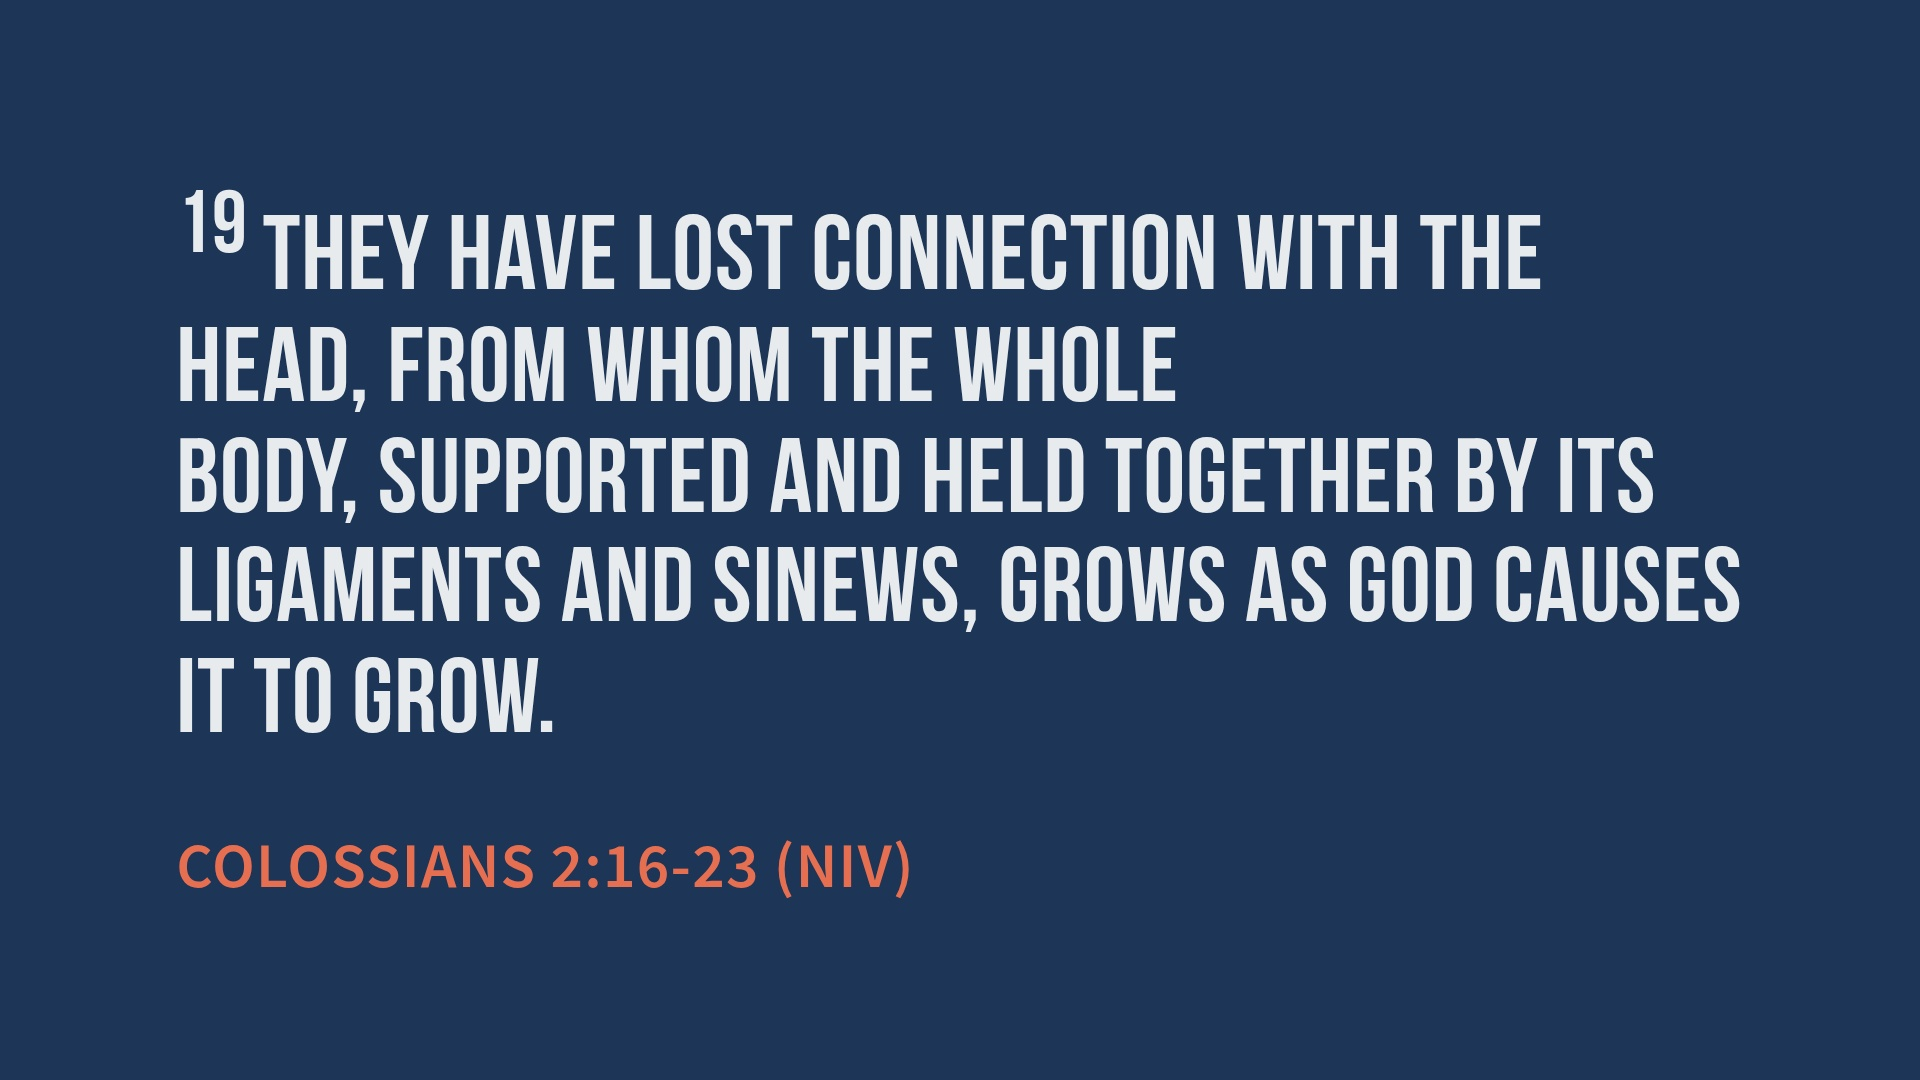 19 THEY HAVE LOST CONNECTION WITH THE
HEAD, FROM WHOM THE WHOLE
BODY, SUPPORTED AND HELD TOGETHER BY ITS
LIGAMENTS AND SINEWS, GROWS AS GOD CAUSES
IT TO GROW.
COLOSSIANS 2:16-23 (NIV)